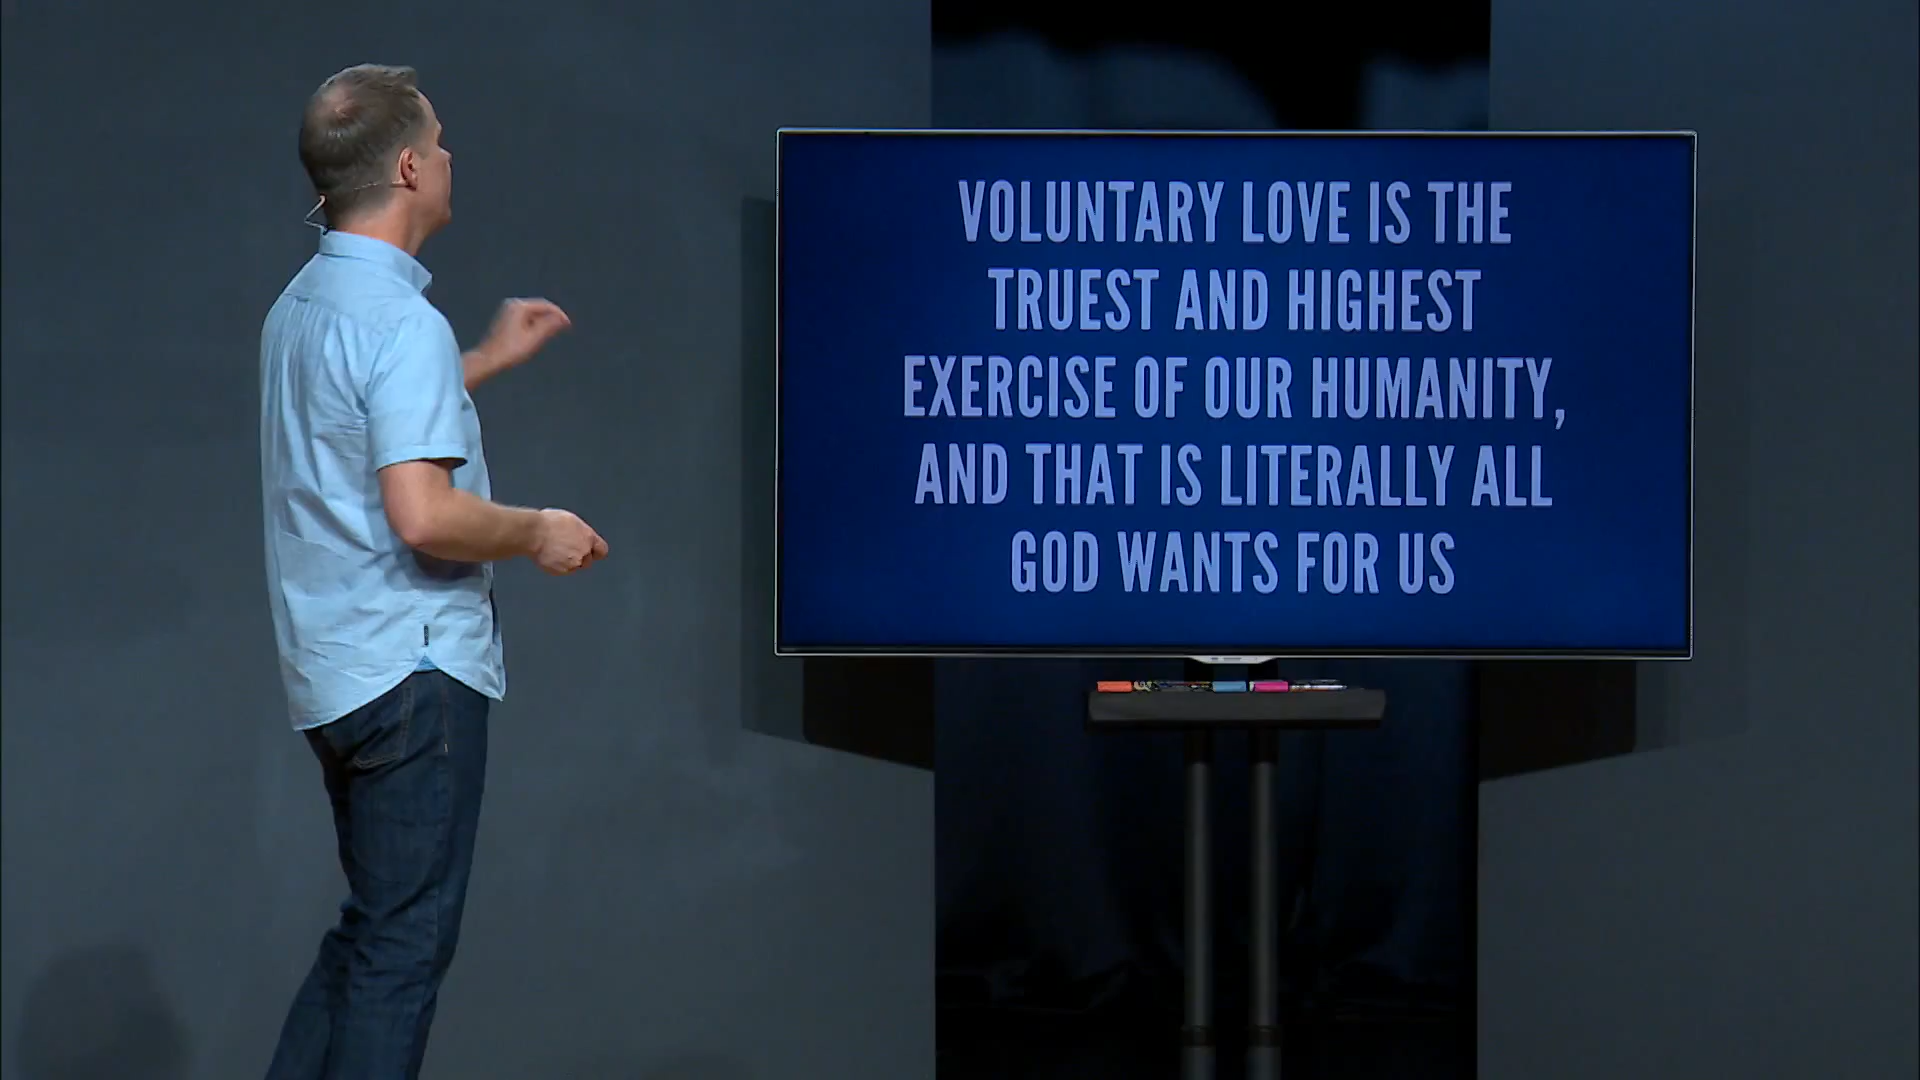 VOLUNTARY LOVE IS THE
TRUEST AND HIGHEST
EXERCISE OF OUR HUMANITY,
AND THAT IS LITERALLY ALL
GOD WANTS FOR US